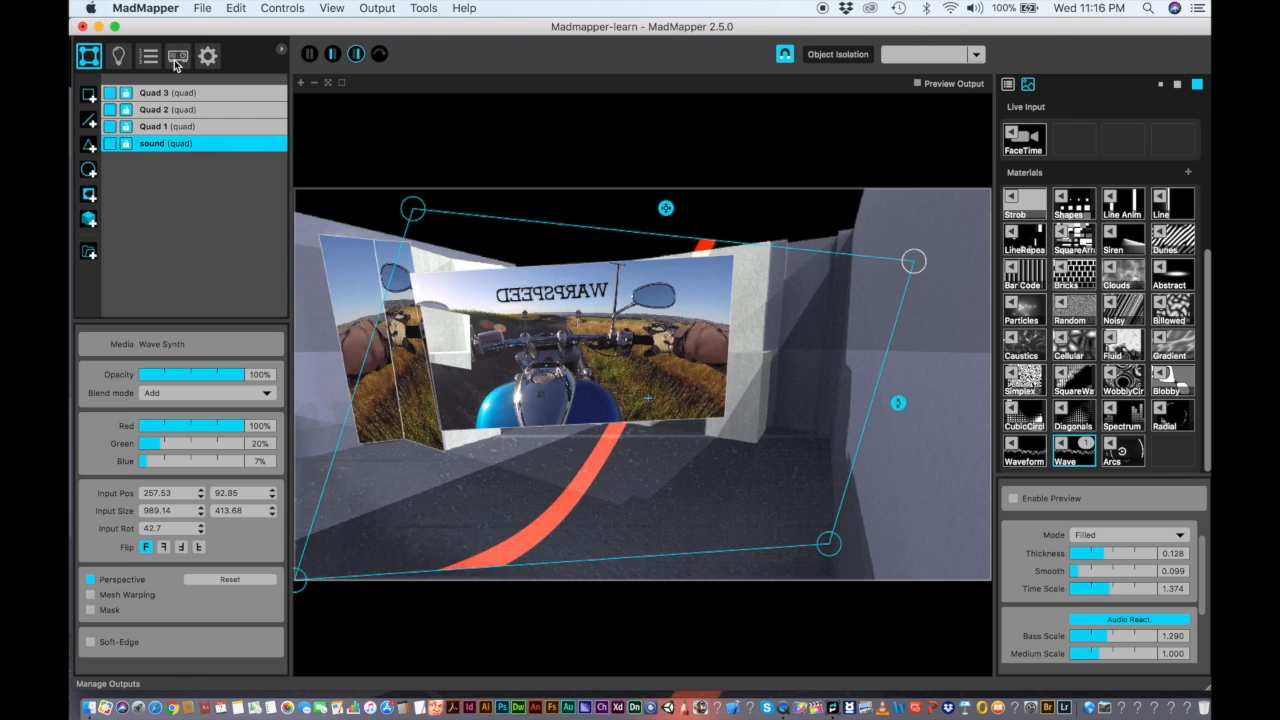 MadMapper File Edit Controls View Output Tools Help 100% Wed 11:16 PM
Madmapper-learn - MadMapper 2.5.0
Object Isolation
Preview Output
Quad 3 (quad)
Quad 2 (quad)
Quad 1 (quad)
sound (quad)
Media Wave Synth
Opacity 100%
Blend mode Add
Red 100%
Green 20%
Blue 7%
Input Pos 257.53 92.85
Input Size 989.14 413.68
Input Rot 42.7
Flip
Perspective Reset
Mesh Warping
Mask
Soft-Edge
Manage Outputs
WARPSPEED
Live Input
FaceTime
Materials
Strob Shapes Line Anim Line
LineRepea SquareArra Siren Dunes
Bar Code Bricks Clouds Abstract
Particles Random Noisy Billowed
Caustics Cellular Fluid Gradient
Simplex SquareWa WobblyCir Blobby
CubicCircl Diagonals Spectrum Radial
Waveform Wave 1 Arcs
Enable Preview
Mode Filled
Thickness 0.128
Smooth 0.099
Time Scale 1.374
Audio React.
Bass Scale 1.290
Medium Scale 1.000